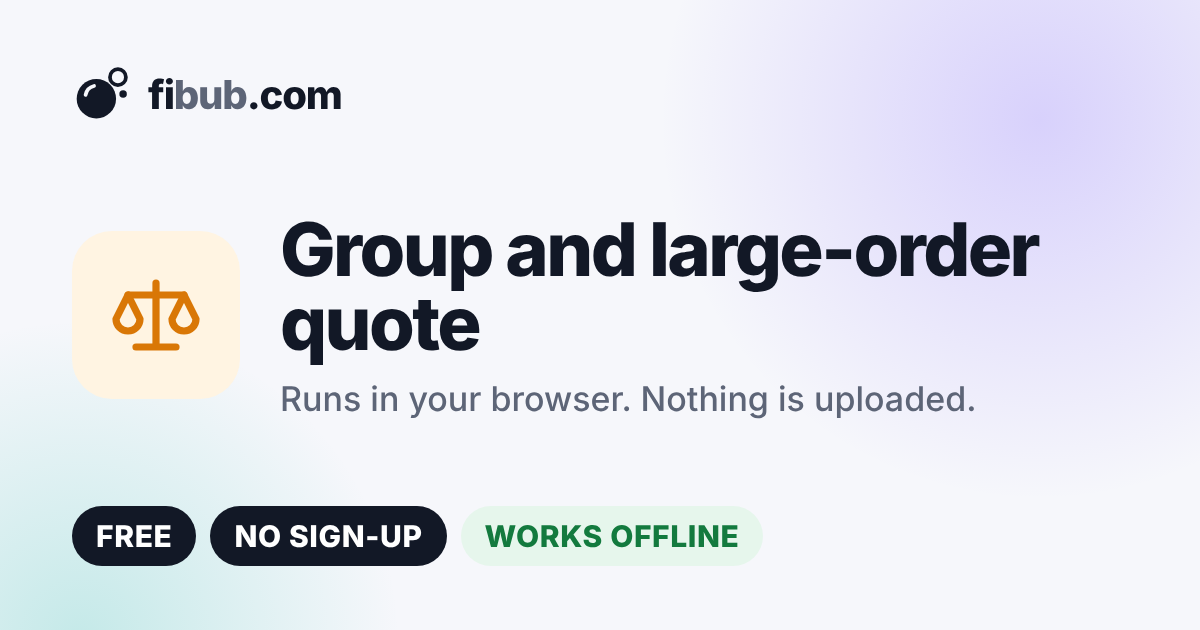 fibub.com
Group and large-order
quote
Runs in your browser. Nothing is uploaded.
FREE
NO SIGN-UP
WORKS OFFLINE